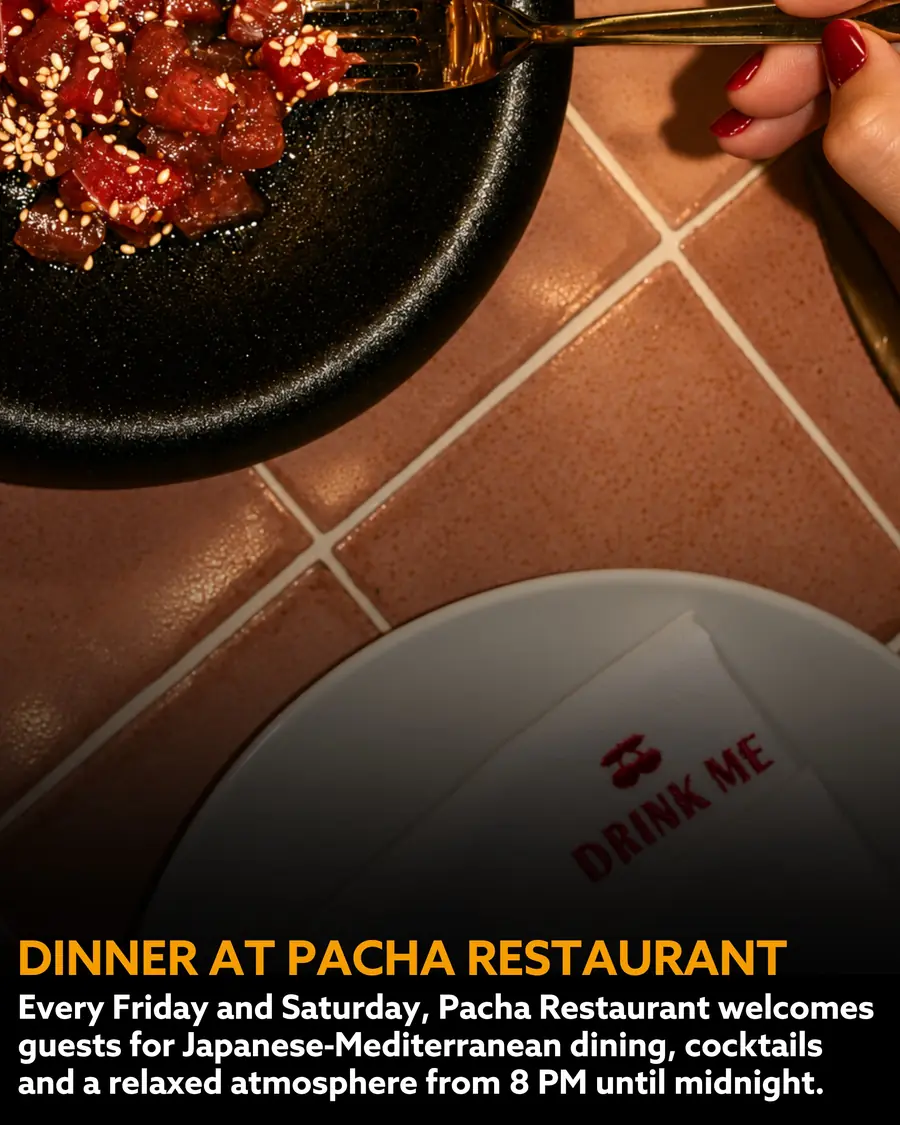 DRINK ME
DINNER AT PACHA RESTAURANT
Every Friday and Saturday, Pacha Restaurant welcomes
guests for Japanese-Mediterranean dining, cocktails
and a relaxed atmosphere from 8 PM until midnight.